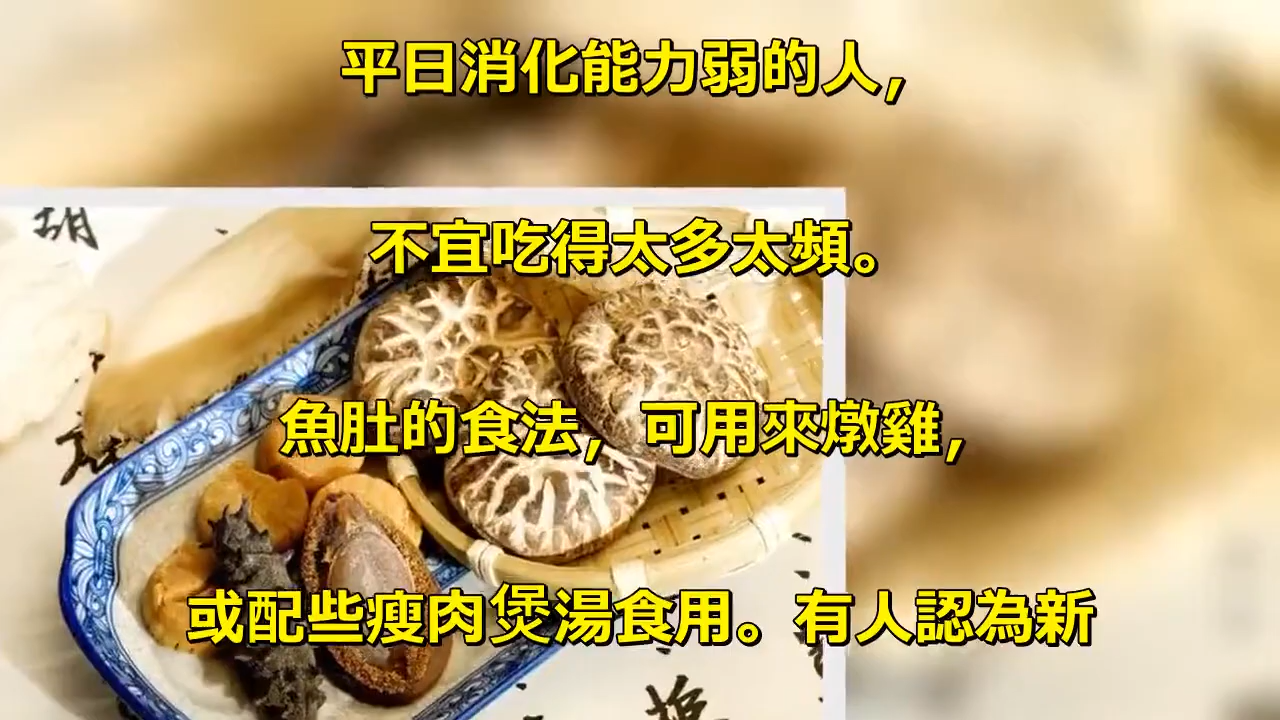 平日消化能力弱的人，
胡
不宜吃得太多太頻。
魚肚的食法，可用來燉雞，
或配些瘦肉煲湯食用。有人認為新